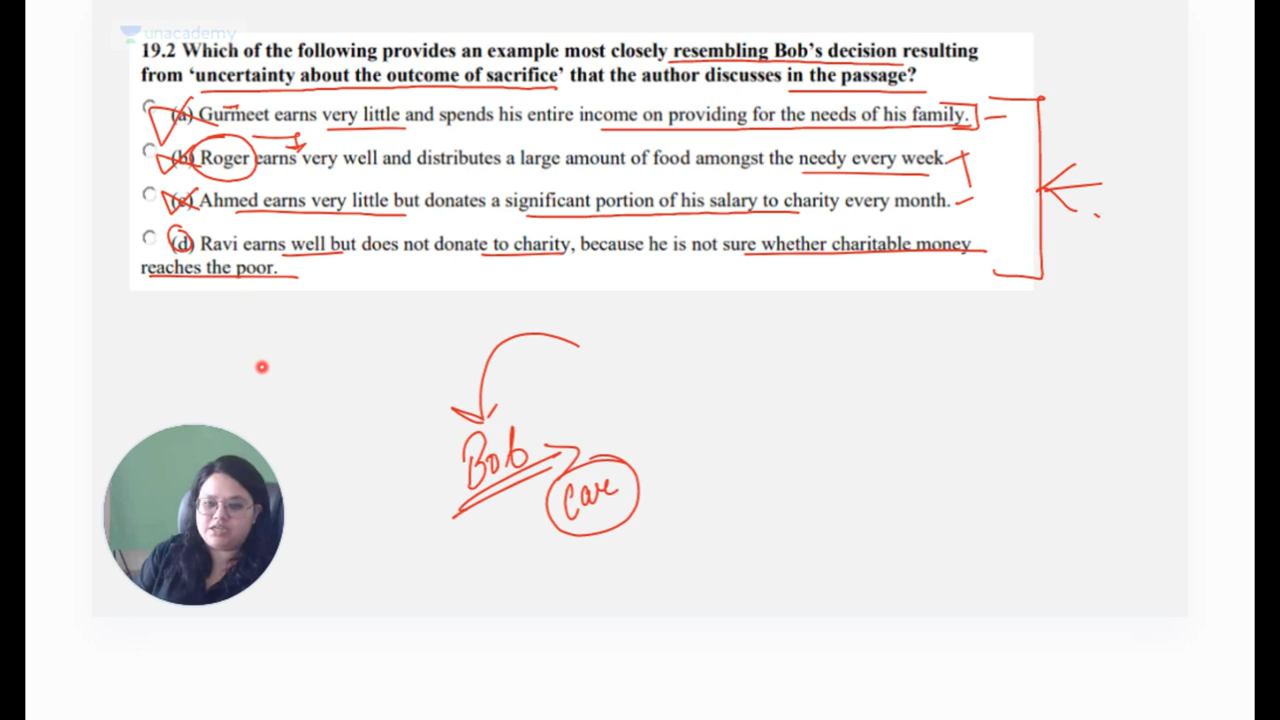 unacademy
19.2 Which of the following provides an example most closely resembling Bob's decision resulting
from 'uncertainty about the outcome of sacrifice' that the author discusses in the passage?
(a) Gurmeet earns very little and spends his entire income on providing for the needs of his family.
(b) Roger earns very well and distributes a large amount of food amongst the needy every week.
(c) Ahmed earns very little but donates a significant portion of his salary to charity every month.
(d) Ravi earns well but does not donate to charity, because he is not sure whether charitable money
reaches the poor.
Bob